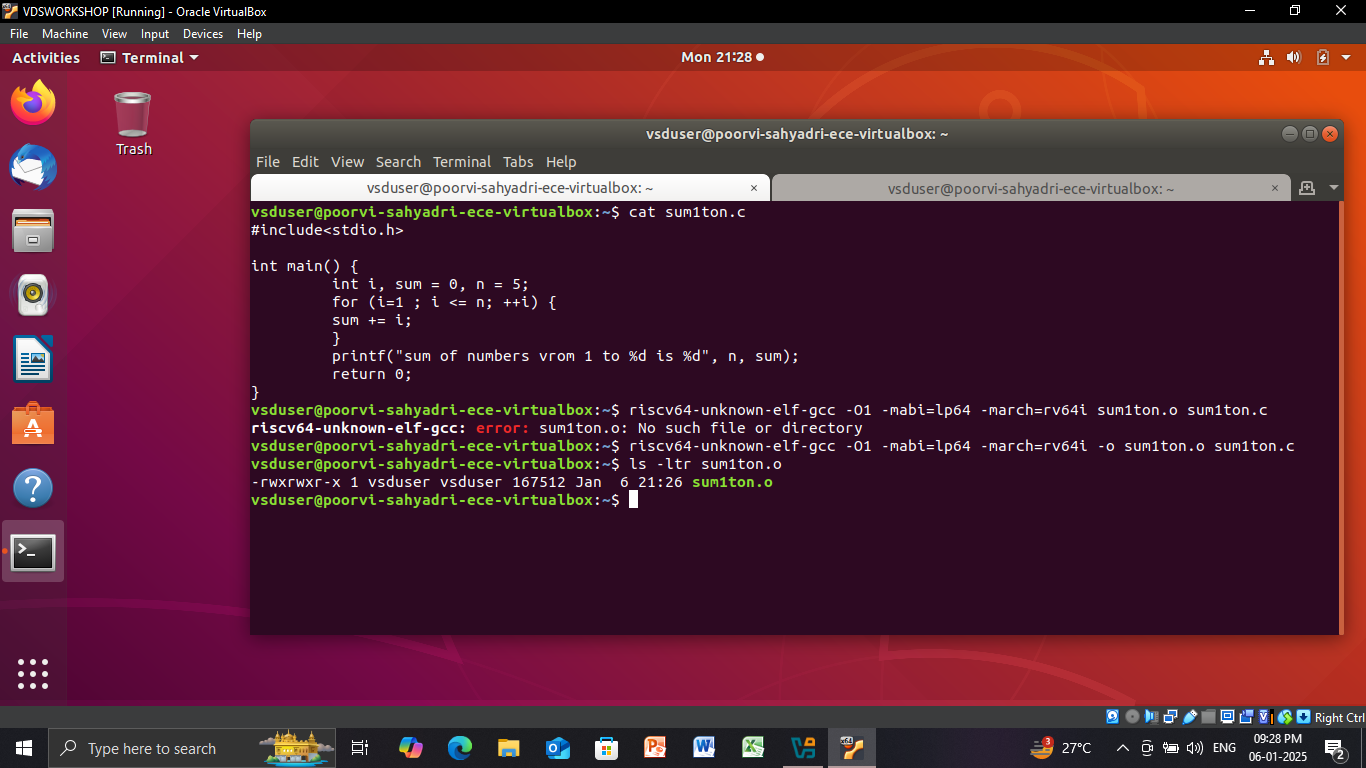 VDSWORKSHOP [Running] - Oracle VirtualBox
File Machine View Input Devices Help
Activities Terminal Mon 21:28
Trash
vsduser@poorvi-sahyadri-ece-virtualbox: ~
File Edit View Search Terminal Tabs Help
vsduser@poorvi-sahyadri-ece-virtualbox: ~ × vsduser@poorvi-sahyadri-ece-virtualbox: ~ ×
vsduser@poorvi-sahyadri-ece-virtualbox:~$ cat sum1ton.c
#include<stdio.h>
int main() {
int i, sum = 0, n = 5;
for (i=1 ; i <= n; ++i) {
sum += i;
}
printf("sum of numbers vrom 1 to %d is %d", n, sum);
return 0;
}
vsduser@poorvi-sahyadri-ece-virtualbox:~$ riscv64-unknown-elf-gcc -O1 -mabi=lp64 -march=rv64i sum1ton.o sum1ton.c
riscv64-unknown-elf-gcc: error: sum1ton.o: No such file or directory
vsduser@poorvi-sahyadri-ece-virtualbox:~$ riscv64-unknown-elf-gcc -O1 -mabi=lp64 -march=rv64i -o sum1ton.o sum1ton.c
vsduser@poorvi-sahyadri-ece-virtualbox:~$ ls -ltr sum1ton.o
-rwxrwxr-x 1 vsduser vsduser 167512 Jan  6 21:26 sum1ton.o
vsduser@poorvi-sahyadri-ece-virtualbox:~$
Right Ctrl
Type here to search
3 27°C ENG 09:28 PM
06-01-2025 2